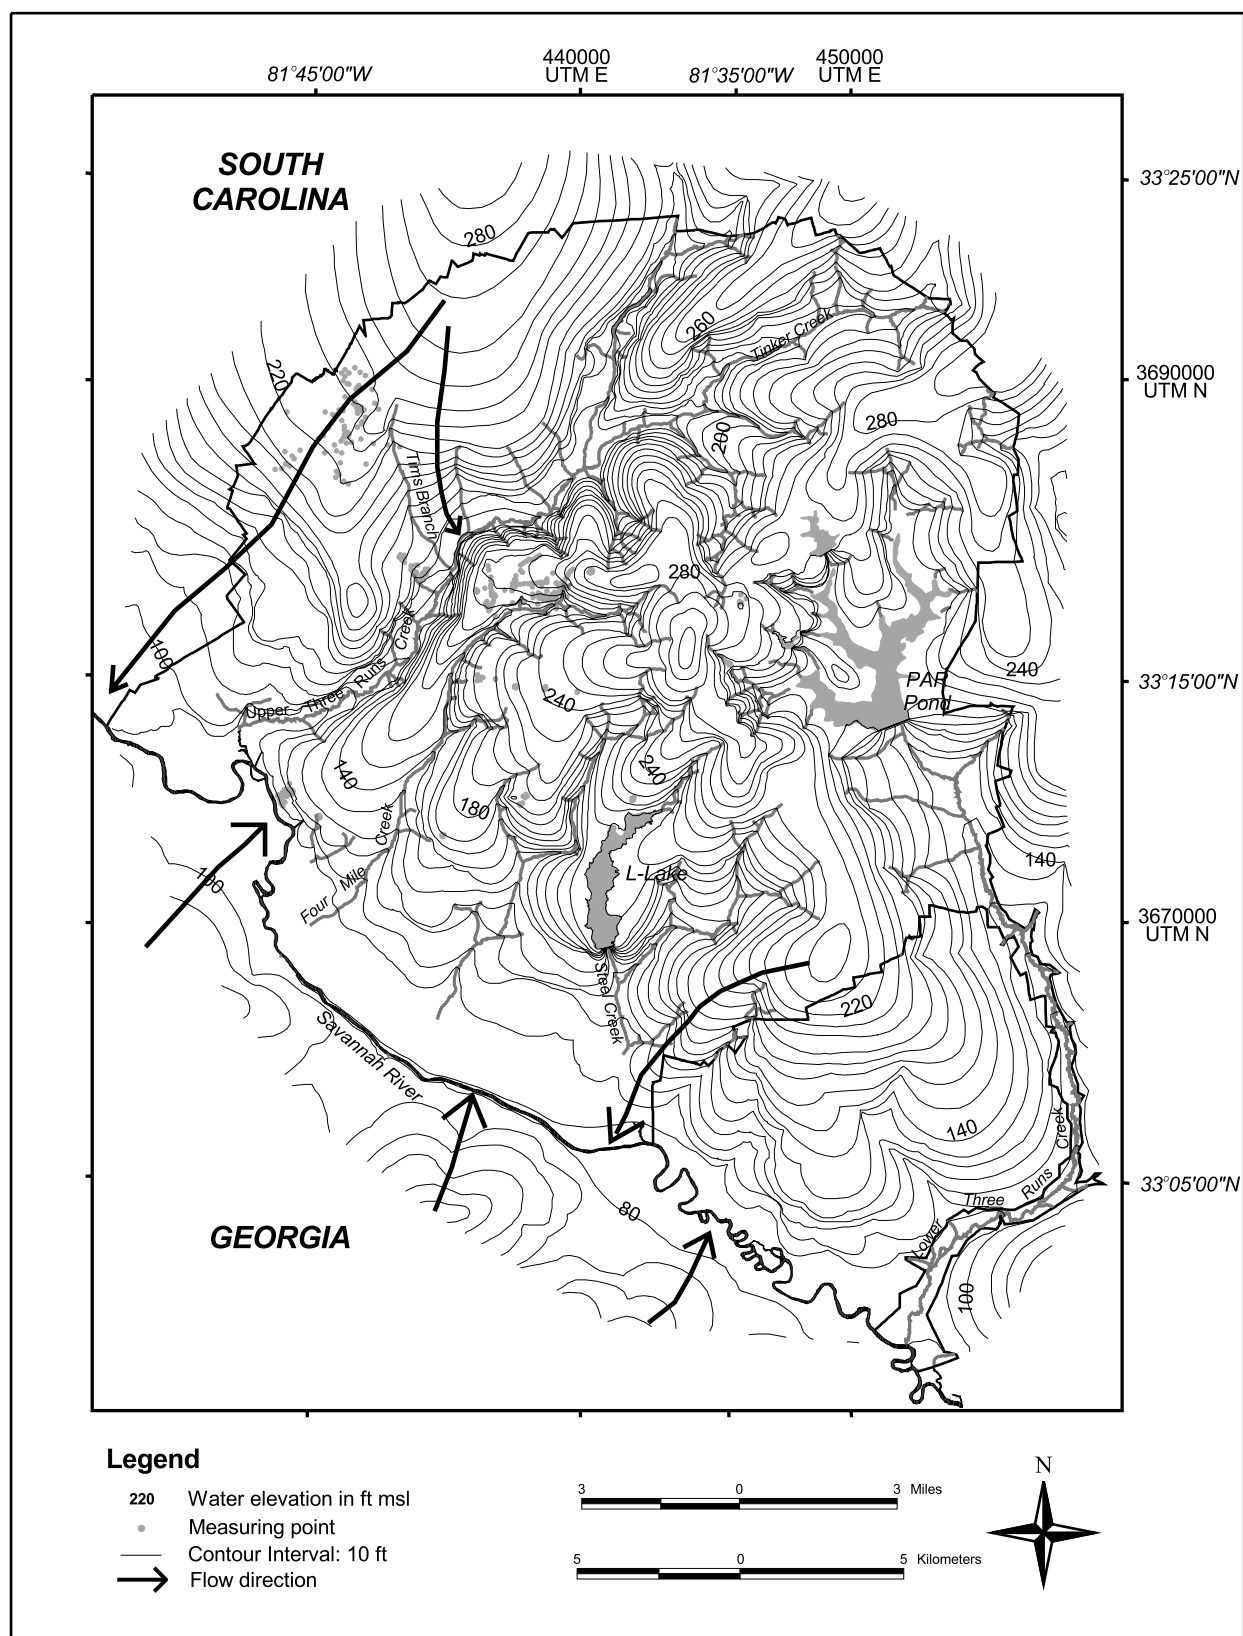 440000
450000
81°45'00"W
UTM E
81°35'00"W
UTM E
SOUTH
CAROLINA
33°25'00"N
280
260
Tinker Creek
220
3690000
UTM N
280
200
Tims Branch
280
Creek
100
240
33°15'00"N
PAR
Pond
Upper Three Runs
240
140
240
180
Creek
140
L-Lake
100
Four Mile
3670000
UTM N
Steel Creek
220
Savannah River
140
Creek
33°05'00"N
Lower Three Runs
80
GEORGIA
100
Legend
220 Water elevation in ft msl
Measuring point
Contour Interval: 10 ft
Flow direction
3 0 3 Miles
5 0 5 Kilometers
N